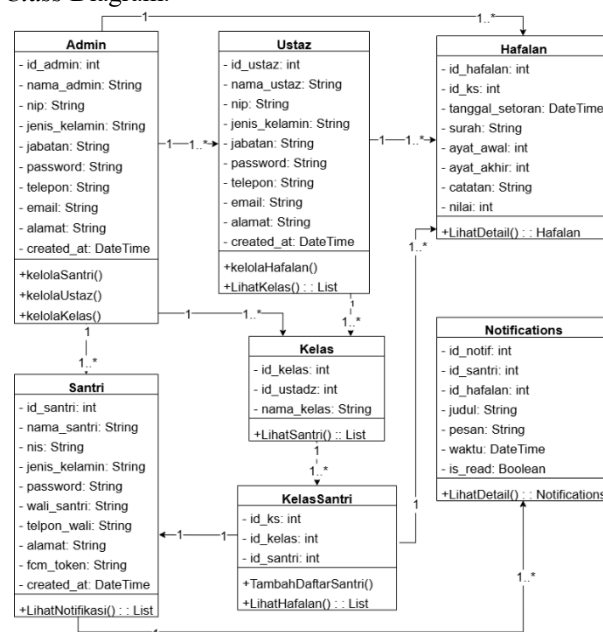 Class Diagram.
1
1..*
Admin
- id_admin: int
- nama_admin: String
- nip: String
- jenis_kelamin: String
- jabatan: String
- password: String
- telepon: String
- email: String
- alamat: String
- created_at: DateTime
+kelolaSantri()
+kelolaUstaz()
+kelolaKelas()
1
1..*
Ustaz
- id_ustaz: int
- nama_ustaz: String
- nip: String
- jenis_kelamin: String
- jabatan: String
- password: String
- telepon: String
- email: String
- alamat: String
- created_at: DateTime
+kelolaHafalan()
+LihatKelas() : : List
1
1..*
Hafalan
- id_hafalan: int
- id_ks: int
- tanggal_setoran: DateTime
- surah: String
- ayat_awal: int
- ayat_akhir: int
- catatan: String
- nilai: int
+LihatDetail() : : Hafalan
1..*
1
1..*
1
1..*
1
1..*
Kelas
- id_kelas: int
- id_ustadz: int
- nama_kelas: String
+LihatSantri() :: List
1
1..*
Notifications
- id_notif: int
- id_santri: int
- id_hafalan: int
- judul: String
- pesan: String
- waktu: DateTime
- is_read: Boolean
+LihatDetail() : : Notifications
Santri
- id_santri: int
- nama_santri: String
- nis: String
- jenis_kelamin: String
- password: String
- wali_santri: String
- telpon_wali: String
- alamat: String
- fcm_token: String
- created_at: DateTime
+LihatNotifikasi() : : List
1
1
KelasSantri
- id_ks: int
- id_kelas: int
- id_santri: int
+TambahDaftarSantri()
+LihatHafalan() : : List
1
1..*
1